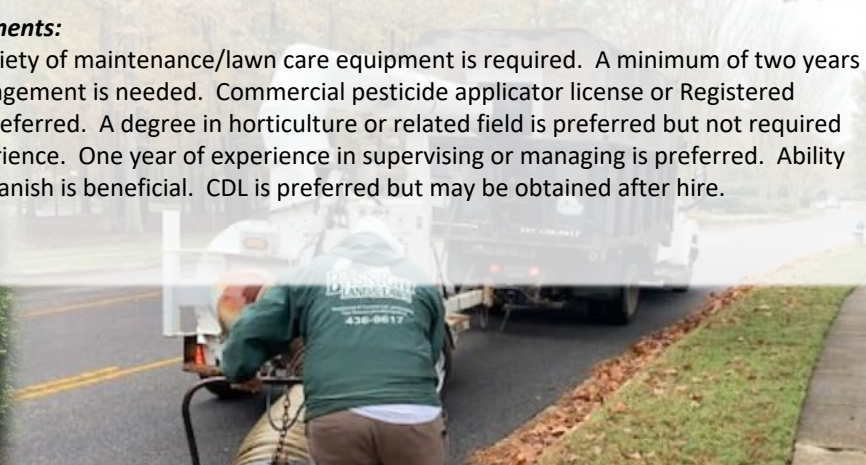 ments:
iety of maintenance/lawn care equipment is required. A minimum of two years
agement is needed. Commercial pesticide applicator license or Registered
eferred. A degree in horticulture or related field is preferred but not required
rience. One year of experience in supervising or managing is preferred. Ability
anish is beneficial. CDL is preferred but may be obtained after hire.
438-9617